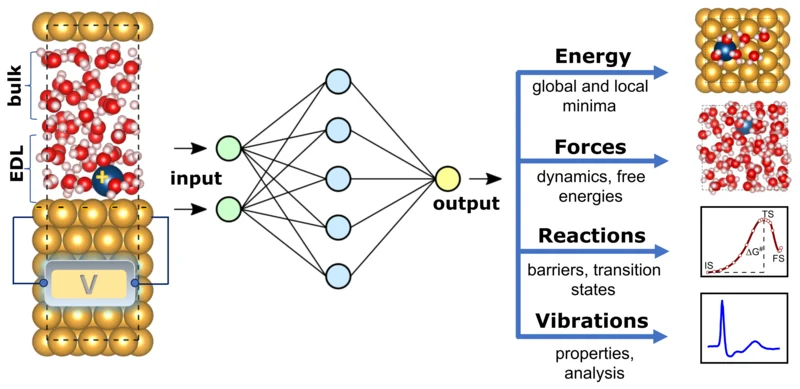 bulk
EDL
+
V
input
output
Energy
global and local
minima
Forces
dynamics, free
energies
Reactions
barriers, transition
states
Vibrations
properties,
analysis
TS
ΔG
IS
FS